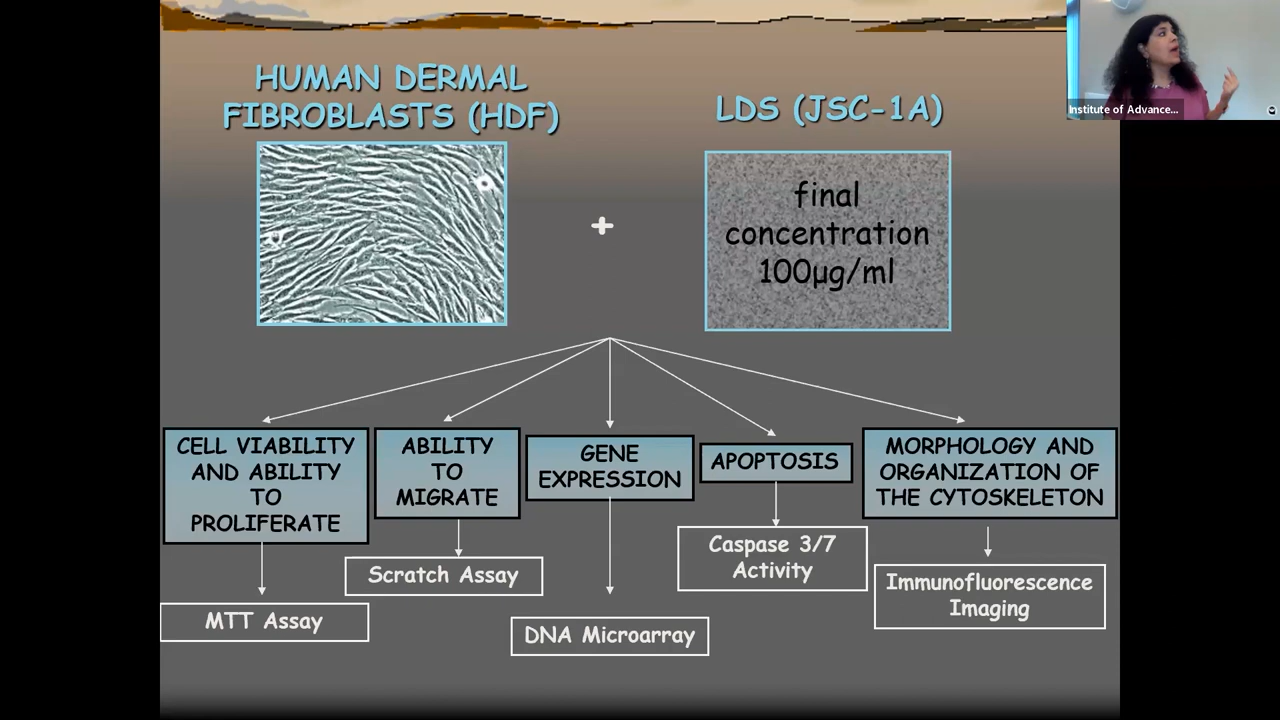 HUMAN DERMAL
FIBROBLASTS (HDF)
LDS (JSC-1A)
final
concentration
100µg/ml
+
CELL VIABILITY
AND ABILITY
TO
PROLIFERATE
ABILITY
TO
MIGRATE
GENE
EXPRESSION
APOPTOSIS
MORPHOLOGY AND
ORGANIZATION OF
THE CYTOSKELETON
MTT Assay
Scratch Assay
DNA Microarray
Caspase 3/7
Activity
Immunofluorescence
Imaging
Institute of Advance...